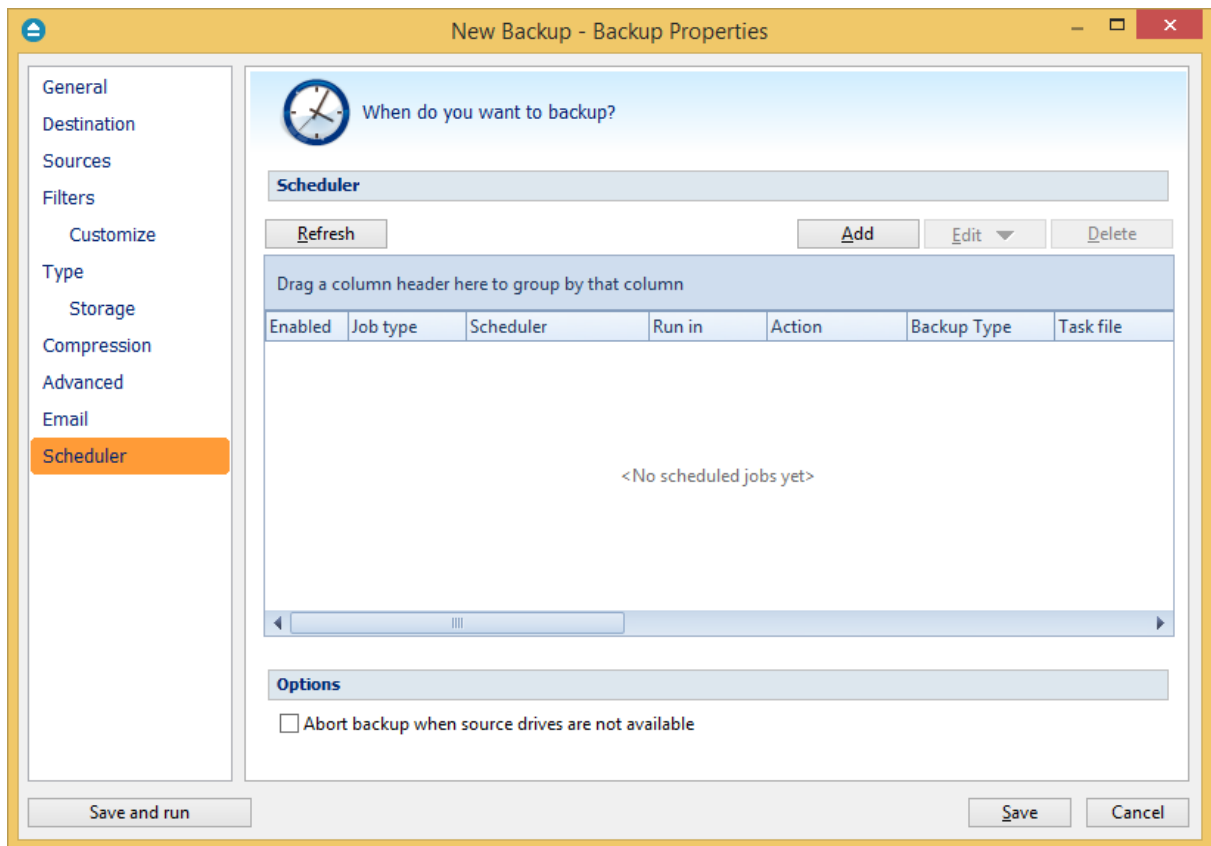 New Backup - Backup Properties
General
Destination
Sources
Filters
Customize
Type
Storage
Compression
Advanced
Email
Scheduler
When do you want to backup?
Scheduler
Refresh Add Edit Delete
Drag a column header here to group by that column
Enabled Job type Scheduler Run in Action Backup Type Task file
<No scheduled jobs yet>
Options
Abort backup when source drives are not available
Save and run Save Cancel